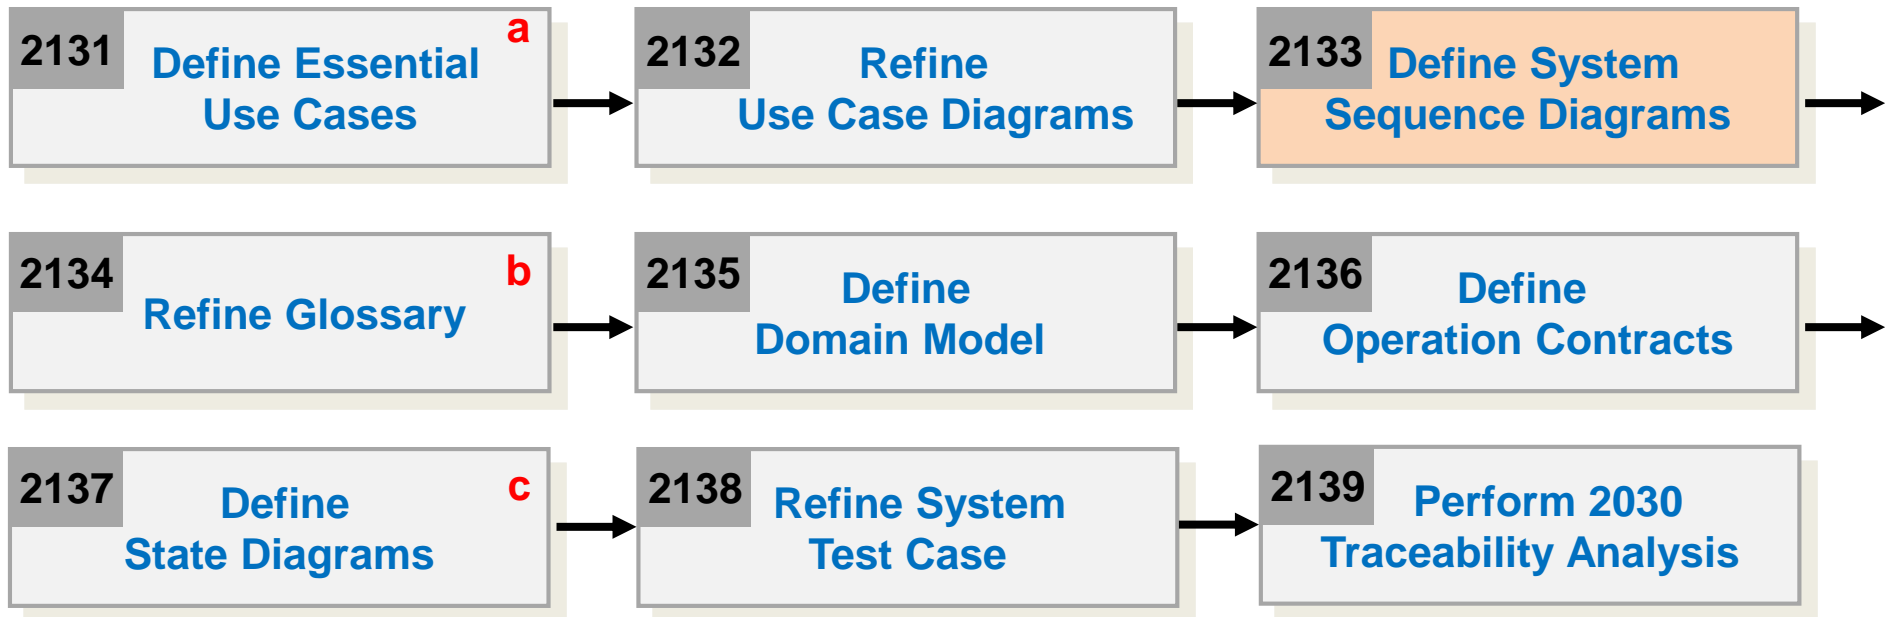 2131
a
Define Essential
Use Cases
2132
Refine
Use Case Diagrams
2133
Define System
Sequence Diagrams
2134
b
Refine Glossary
2135
Define
Domain Model
2136
Define
Operation Contracts
2137
c
Define
State Diagrams
2138
Refine System
Test Case
2139
Perform 2030
Traceability Analysis